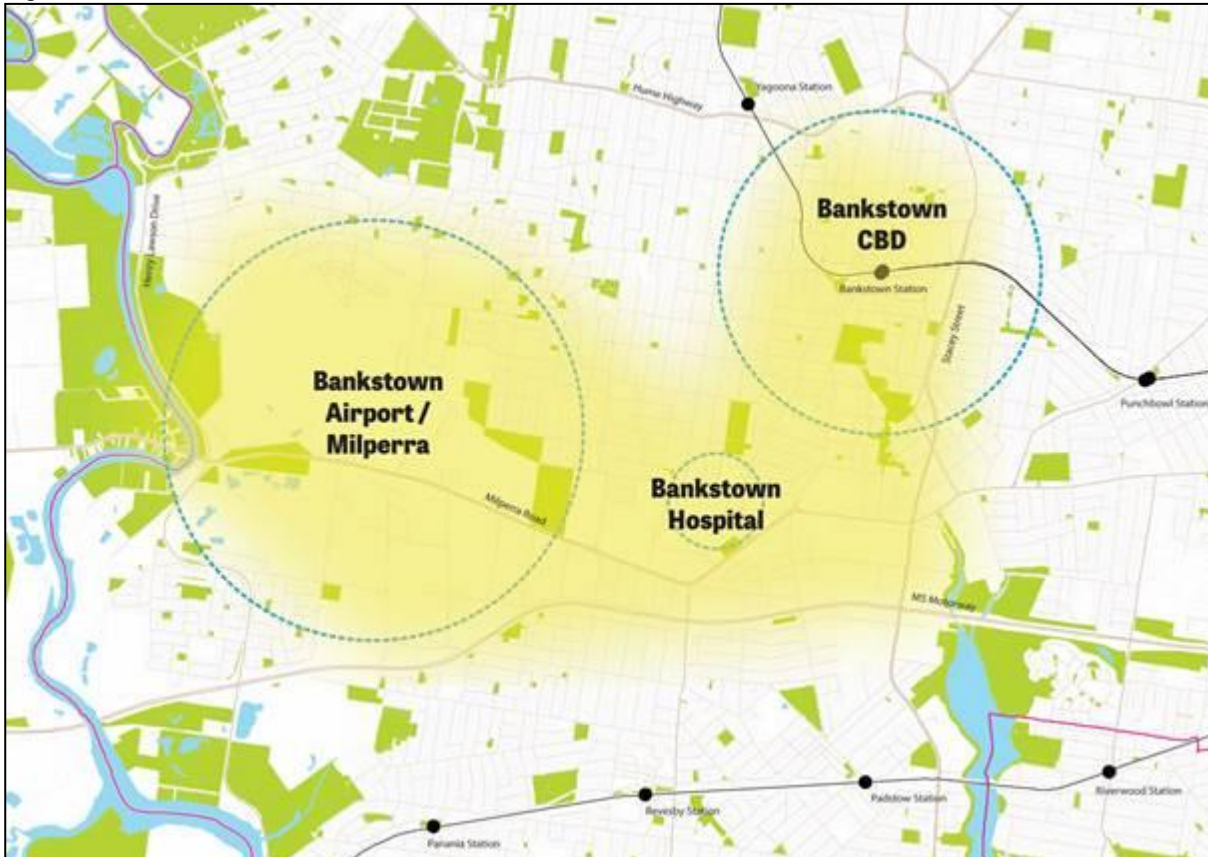 Hume Highway
Yagoona Station
Bankstown
CBD
Bankstown Station
Henry Lawson Drive
Stacey Street
Punchbowl Station
Bankstown
Airport /
Milperra
Bankstown
Hospital
Milperra Road
M5 Motorway
Riverwood Station
Padstow Station
Revesby Station
Panania Station